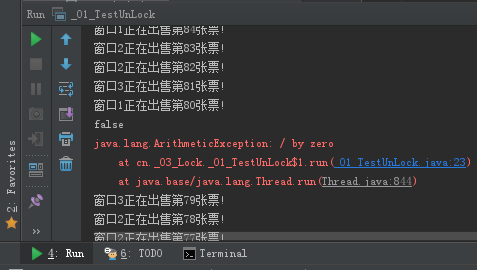 Run _01_TestUnLock
窗口1正在出售第84张票!
窗口2正在出售第83张票!
窗口2正在出售第82张票!
窗口3正在出售第81张票!
窗口1正在出售第80张票!
false
java.lang.ArithmeticException: / by zero
at cn._03_Lock._01_TestUnLock$1.run(_01_TestUnLock.java:23)
at java.base/java.lang.Thread.run(Thread.java:844)
窗口3正在出售第79张票!
窗口2正在出售第78张票!
窗口2正在出售第77张票!
2: Favorites
4: Run 6: TODO Terminal